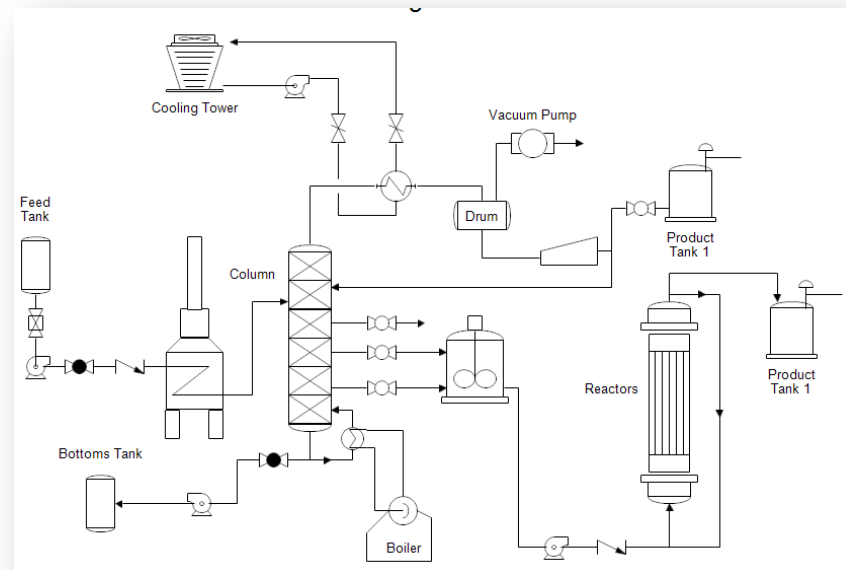 Cooling Tower
Vacuum Pump
Feed
Tank
Drum
Product
Tank 1
Column
Reactors
Product
Tank 1
Bottoms Tank
Boiler